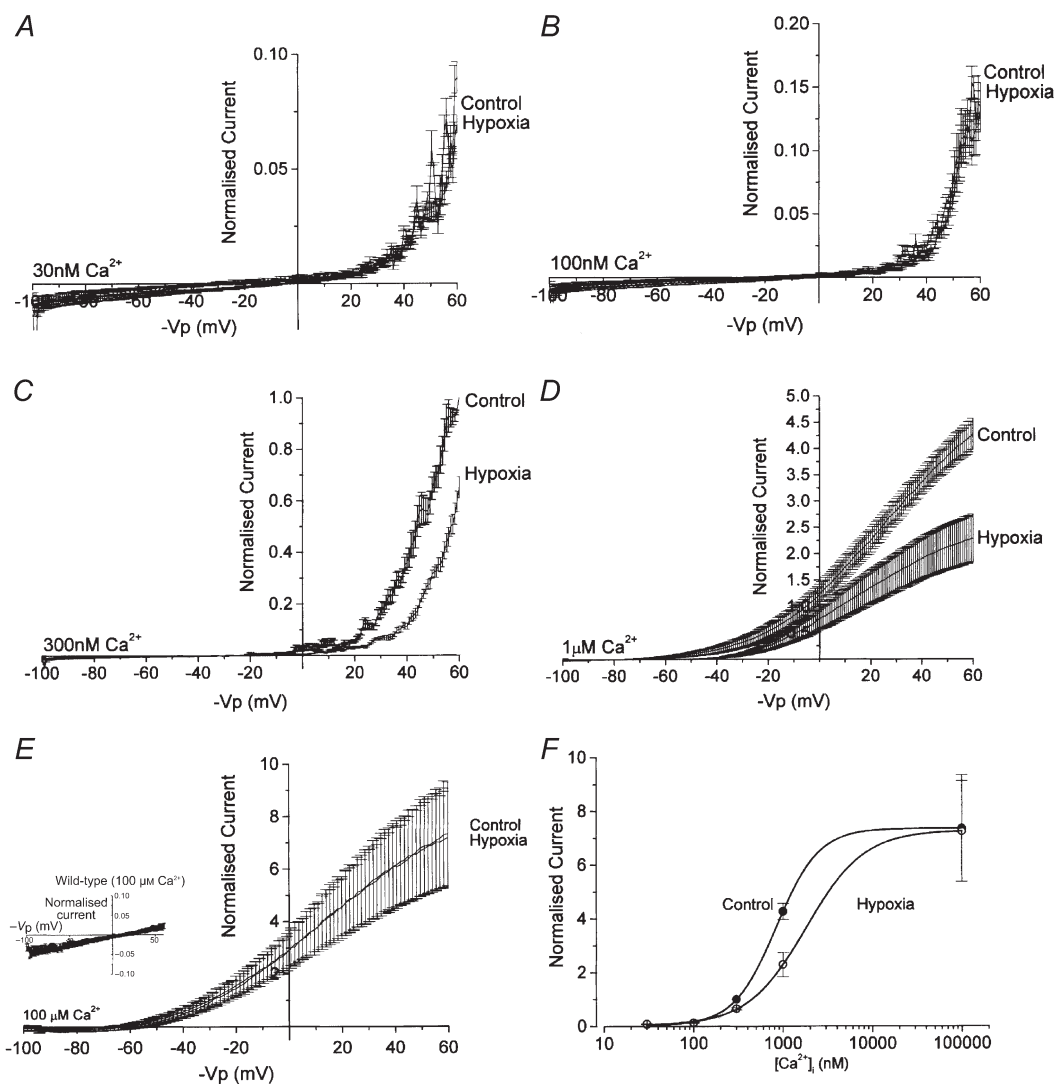 A
0.10
0.05
Normalised Current
Control
Hypoxia
30nM Ca²⁺
-100 -80 -60 -40 -20 20 40 60
-Vp (mV)
B
0.20
0.15
0.10
0.05
Normalised Current
Control
Hypoxia
100nM Ca²⁺
-100 -80 -60 -40 -20 20 40 60
-Vp (mV)
C
1.0
0.8
0.6
0.4
0.2
Normalised Current
Control
Hypoxia
300nM Ca²⁺
-100 -80 -60 -40 -20 20 40 60
-Vp (mV)
D
5.0
4.5
4.0
3.5
3.0
2.5
2.0
1.5
Normalised Current
Control
Hypoxia
1μM Ca²⁺
-100 -80 -60 -40 -20 20 40 60
-Vp (mV)
E
10
8
6
4
2
Normalised Current
Control
Hypoxia
Wild-type (100 μM Ca²⁺)
Normalised
current
0.10
0.05
-0.05
-0.10
-Vp (mV)
-100 50
100 μM Ca²⁺
-100 -80 -60 -40 -20 20 40 60
-Vp (mV)
F
10
8
6
4
2
0
Normalised Current
Control
Hypoxia
10 100 1000 10000 100000
[Ca²⁺]i (nM)